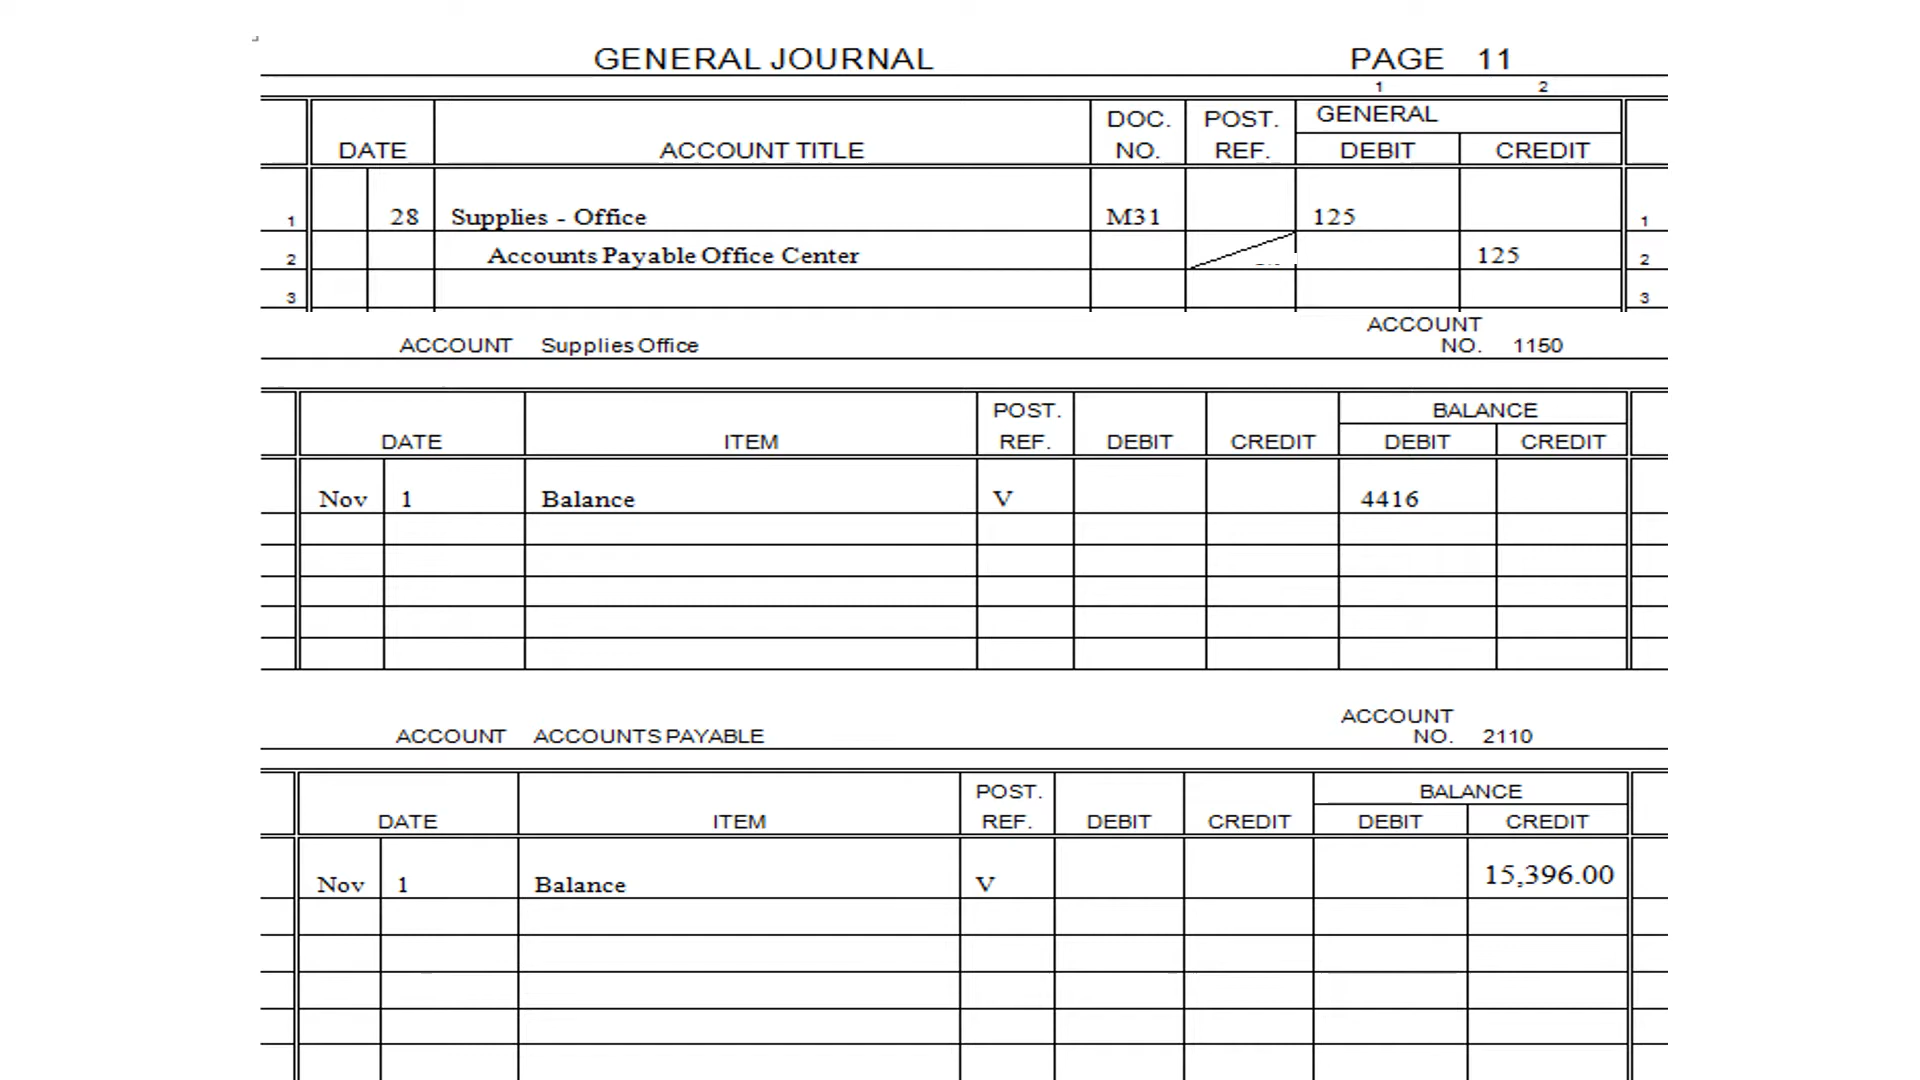 GENERAL JOURNAL PAGE 11
1 2
DATE ACCOUNT TITLE DOC. NO. POST. REF. GENERAL DEBIT CREDIT
1 28 Supplies - Office M31 125 1
2 Accounts Payable Office Center 125 2
3 3
ACCOUNT Supplies Office ACCOUNT NO. 1150
DATE ITEM POST. REF. DEBIT CREDIT BALANCE DEBIT CREDIT
Nov 1 Balance V 4416
ACCOUNT ACCOUNTS PAYABLE ACCOUNT NO. 2110
DATE ITEM POST. REF. DEBIT CREDIT BALANCE DEBIT CREDIT
Nov 1 Balance V 15,396.00